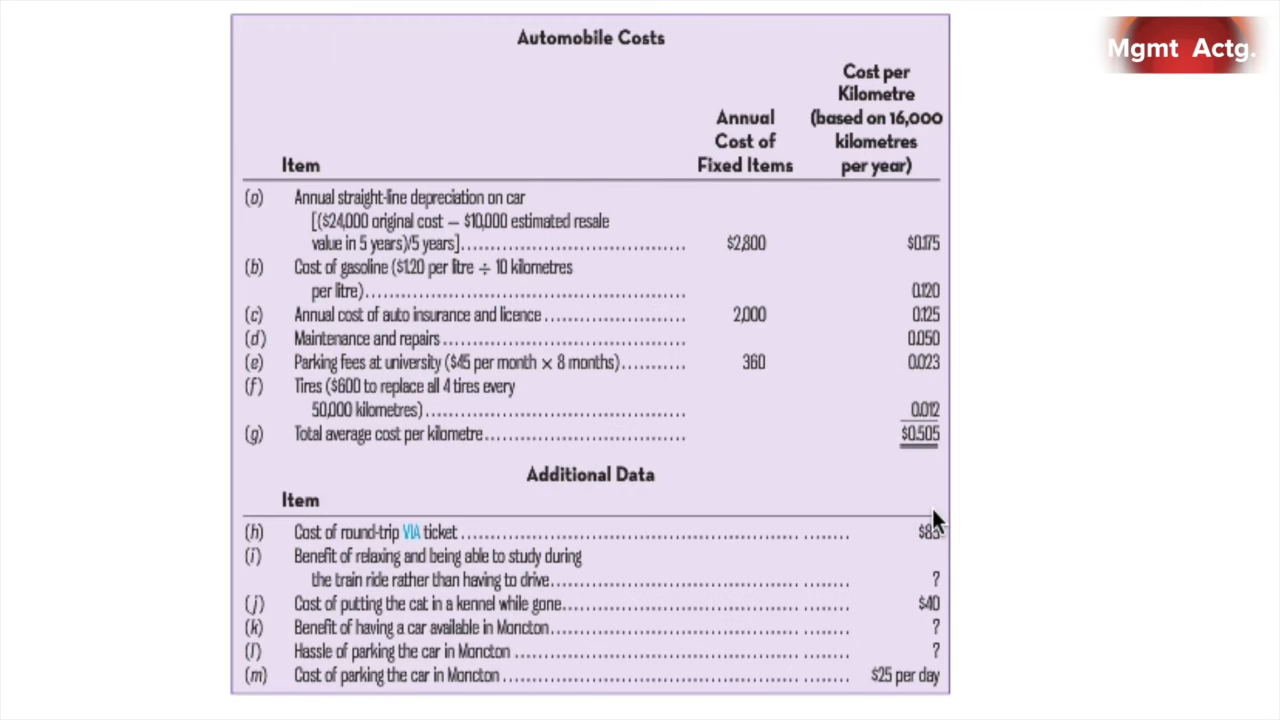 Mgmt Actg.
Automobile Costs
Cost per
Kilometre
Annual (based on 16,000
Cost of kilometres
Item Fixed Items per year)
(a) Annual straight-line depreciation on car
[($24,000 original cost – $10,000 estimated resale
value in 5 years)/5 years] $2,800 $0.175
(b) Cost of gasoline ($1.20 per litre ÷ 10 kilometres
per litre) 0.120
(c) Annual cost of auto insurance and licence 2,000 0.125
(d) Maintenance and repairs 0.050
(e) Parking fees at university ($45 per month × 8 months) 360 0.023
(f) Tires ($600 to replace all 4 tires every
50,000 kilometres) 0.012
(g) Total average cost per kilometre $0.505
Additional Data
Item
(h) Cost of round-trip VIA ticket
(i) Benefit of relaxing and being able to study during
the train ride rather than having to drive ?
(j) Cost of putting the cat in a kennel while gone $40
(k) Benefit of having a car available in Moncton ?
(l) Hassle of parking the car in Moncton ?
(m) Cost of parking the car in Moncton $25 per day